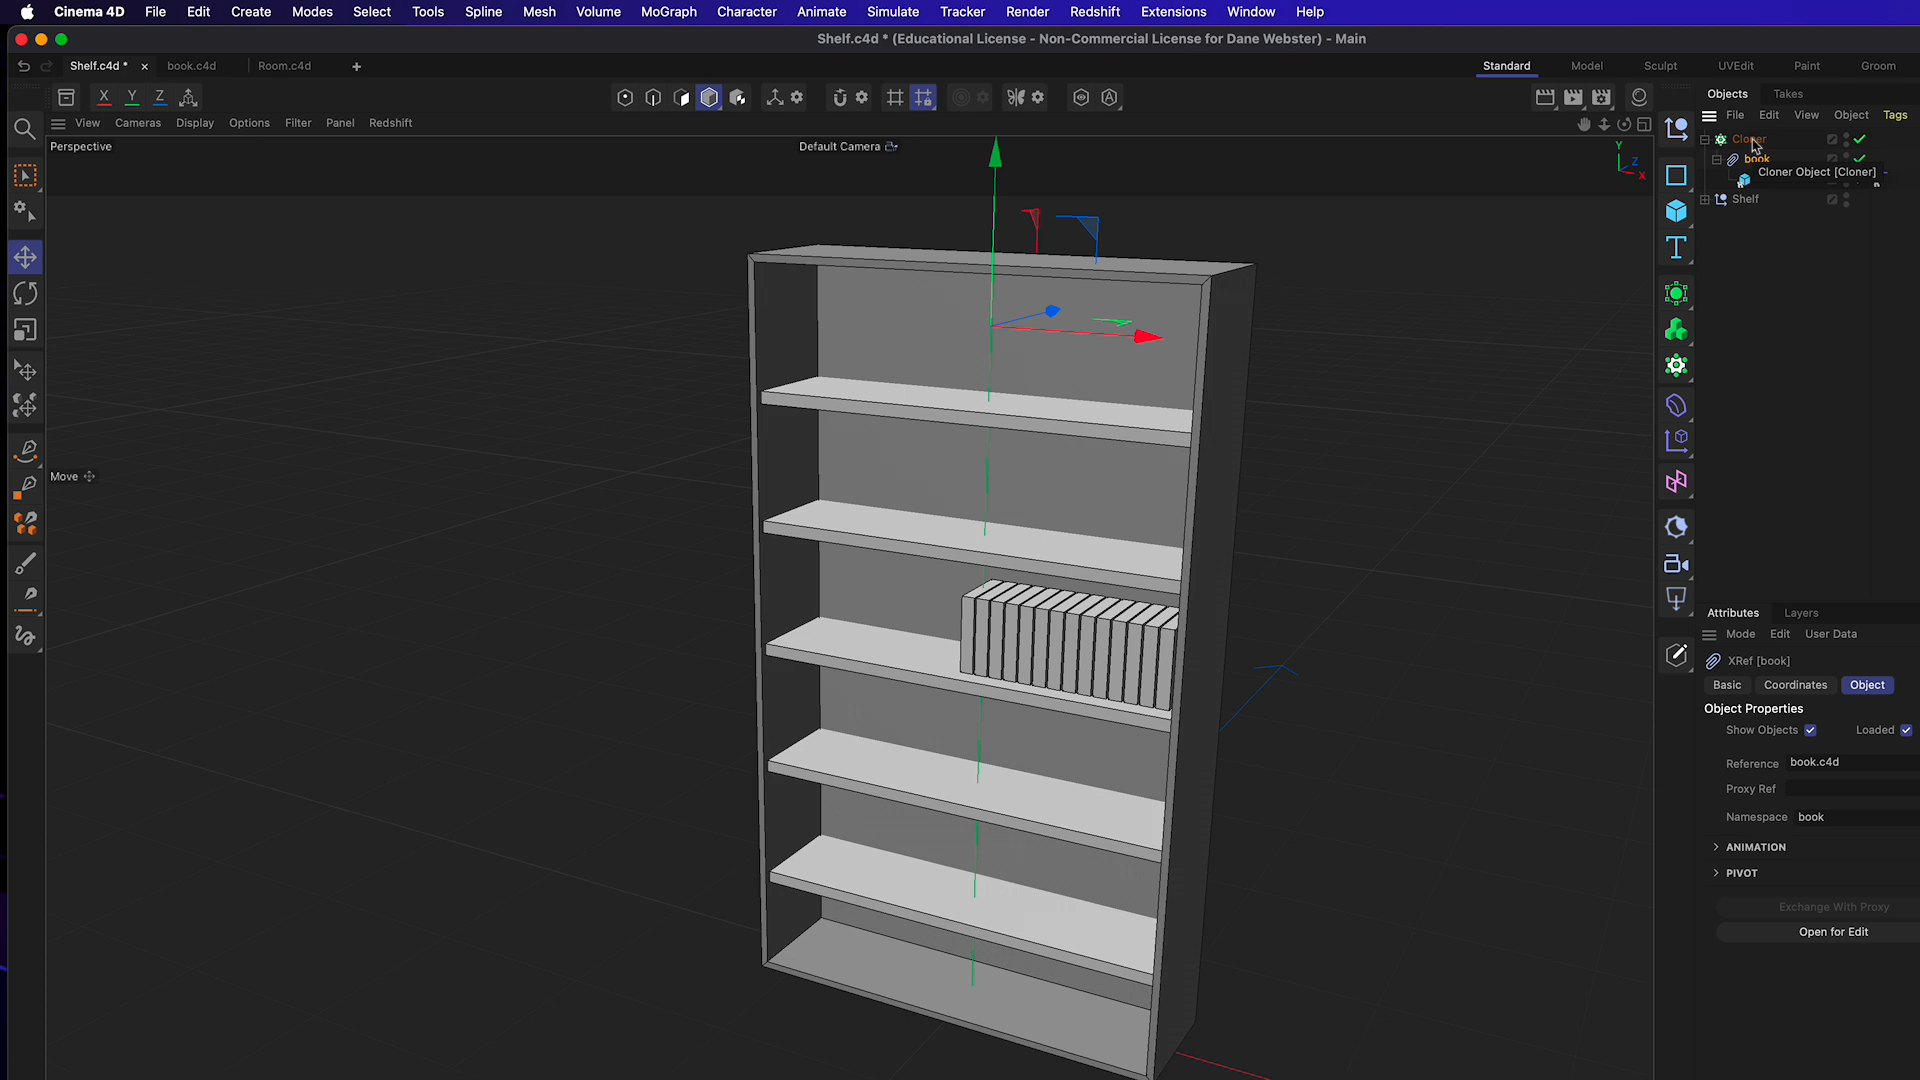 Cinema 4D File Edit Create Modes Select Tools Spline Mesh Volume MoGraph Character Animate Simulate Tracker Render Redshift Extensions Window Help
Shelf.c4d * (Educational License - Non-Commercial License for Dane Webster) - Main
Shelf.c4d * book.c4d Room.c4d Standard Model Sculpt UVEdit Paint Groom
X Y Z
Objects Takes
View Cameras Display Options Filter Panel Redshift
File Edit View Object Tags
Perspective
Default Camera
Y
Z
X
Cloner
book
Cloner Object [Cloner]
Shelf
Move
Attributes Layers
Mode Edit User Data
XRef [book]
Basic Coordinates Object
Object Properties
Show Objects Loaded
Reference book.c4d
Proxy Ref
Namespace book
ANIMATION
PIVOT
Exchange With Proxy
Open for Edit